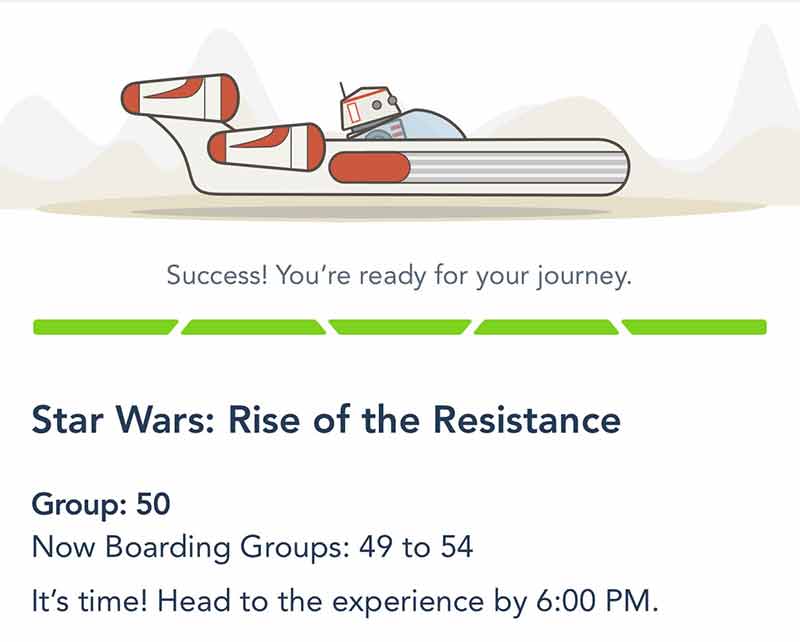 Success! You’re ready for your journey.
Star Wars: Rise of the Resistance
Group: 50
Now Boarding Groups: 49 to 54
It’s time! Head to the experience by 6:00 PM.